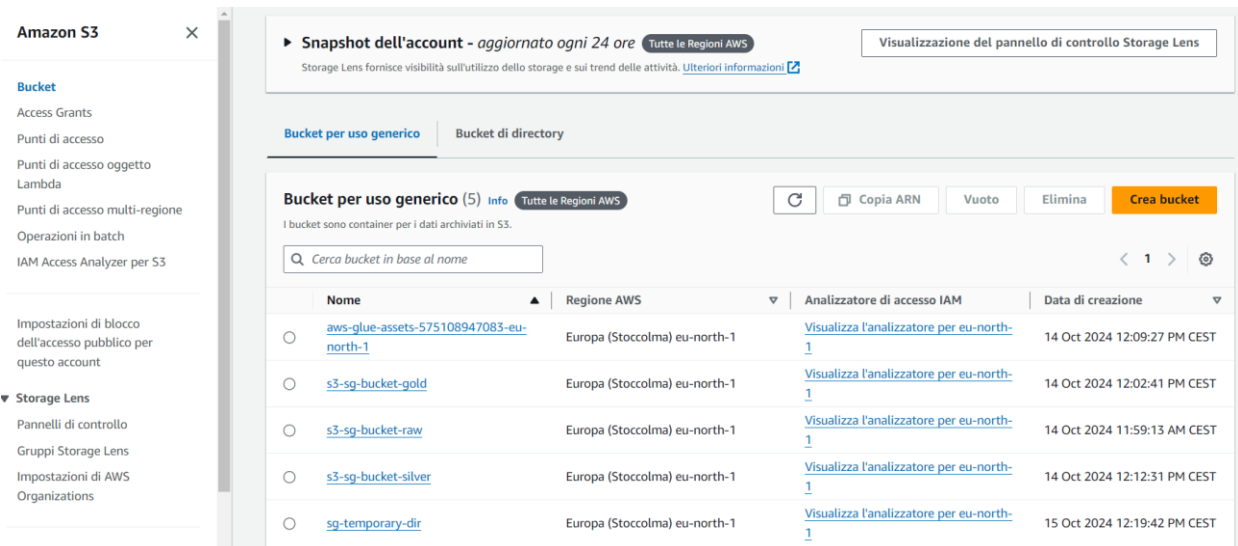 Amazon S3
Bucket
Access Grants
Punti di accesso
Punti di accesso oggetto
Lambda
Punti di accesso multi-regione
Operazioni in batch
IAM Access Analyzer per S3
Impostazioni di blocco
dell'accesso pubblico per
questo account
Storage Lens
Pannelli di controllo
Gruppi Storage Lens
Impostazioni di AWS
Organizations
Snapshot dell'account - aggiornato ogni 24 ore Tutte le Regioni AWS
Visualizzazione del pannello di controllo Storage Lens
Storage Lens fornisce visibilità sull'utilizzo dello storage e sui trend delle attività. Ulteriori informazioni
Bucket per uso generico Bucket di directory
Bucket per uso generico (5) Info Tutte le Regioni AWS
Copia ARN Vuoto Elimina Crea bucket
I bucket sono container per i dati archiviati in S3.
Cerca bucket in base al nome
1
Nome Regione AWS Analizzatore di accesso IAM Data di creazione
aws-glue-assets-575108947083-eu-
north-1
Europa (Stoccolma) eu-north-1
Visualizza l'analizzatore per eu-north-
1
14 Oct 2024 12:09:27 PM CEST
s3-sg-bucket-gold
Europa (Stoccolma) eu-north-1
Visualizza l'analizzatore per eu-north-
1
14 Oct 2024 12:02:41 PM CEST
s3-sg-bucket-raw
Europa (Stoccolma) eu-north-1
Visualizza l'analizzatore per eu-north-
1
14 Oct 2024 11:59:13 AM CEST
s3-sg-bucket-silver
Europa (Stoccolma) eu-north-1
Visualizza l'analizzatore per eu-north-
1
14 Oct 2024 12:12:31 PM CEST
sg-temporary-dir
Europa (Stoccolma) eu-north-1
Visualizza l'analizzatore per eu-north-
1
15 Oct 2024 12:19:42 PM CEST